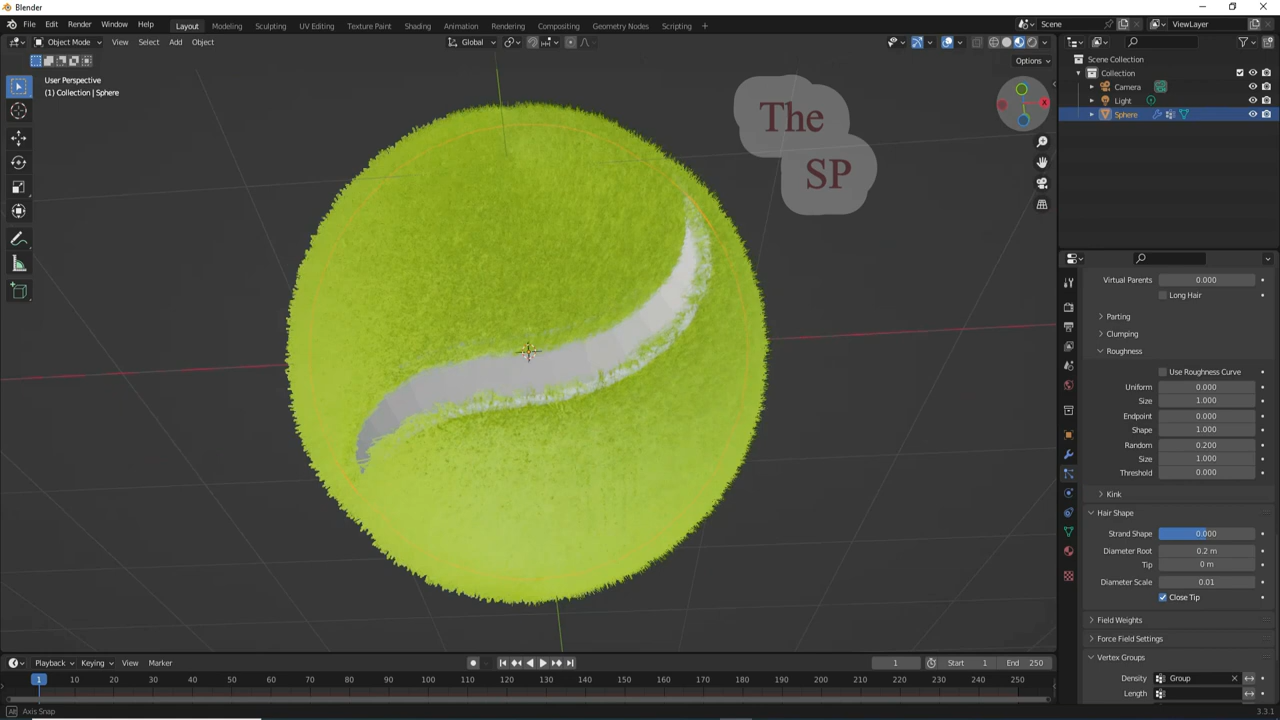 Blender
File Edit Render Window Help Layout Modeling Sculpting UV Editing Texture Paint Shading Animation Rendering Compositing Geometry Nodes Scripting + Scene ViewLayer
Object Mode View Select Add Object Global
Options
User Perspective
(1) Collection | Sphere
The
SP
X
Scene Collection
Collection
Camera
Light
Sphere
Virtual Parents 0.000
Long Hair
Parting
Clumping
Roughness
Use Roughness Curve
Uniform 0.000
Size 1.000
Endpoint 0.000
Shape 1.000
Random 0.200
Size 1.000
Threshold 0.000
Kink
Hair Shape
Strand Shape 0.000
Diameter Root 0.2 m
Tip 0 m
Diameter Scale 0.01
Close Tip
Field Weights
Force Field Settings
Vertex Groups
Density Group
Length
Playback Keying View Marker 1 Start 1 End 250
1 10 20 30 40 50 60 70 80 90 100 110 120 130 140 150 160 170 180 190 200 210 220 230 240 250
Axis Snap 3.3.1